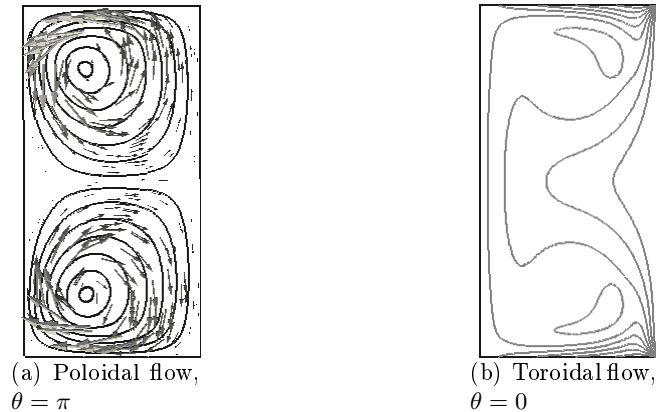 (a) Poloidal flow,
θ = π
(b) Toroidal flow,
θ = 0